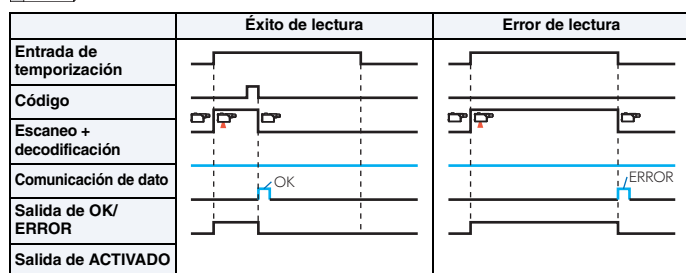 Éxito de lectura
Error de lectura
Entrada de
temporización
Código
Escaneo +
decodificación
Comunicación de dato
OK
ERROR
Salida de OK/
ERROR
Salida de ACTIVADO